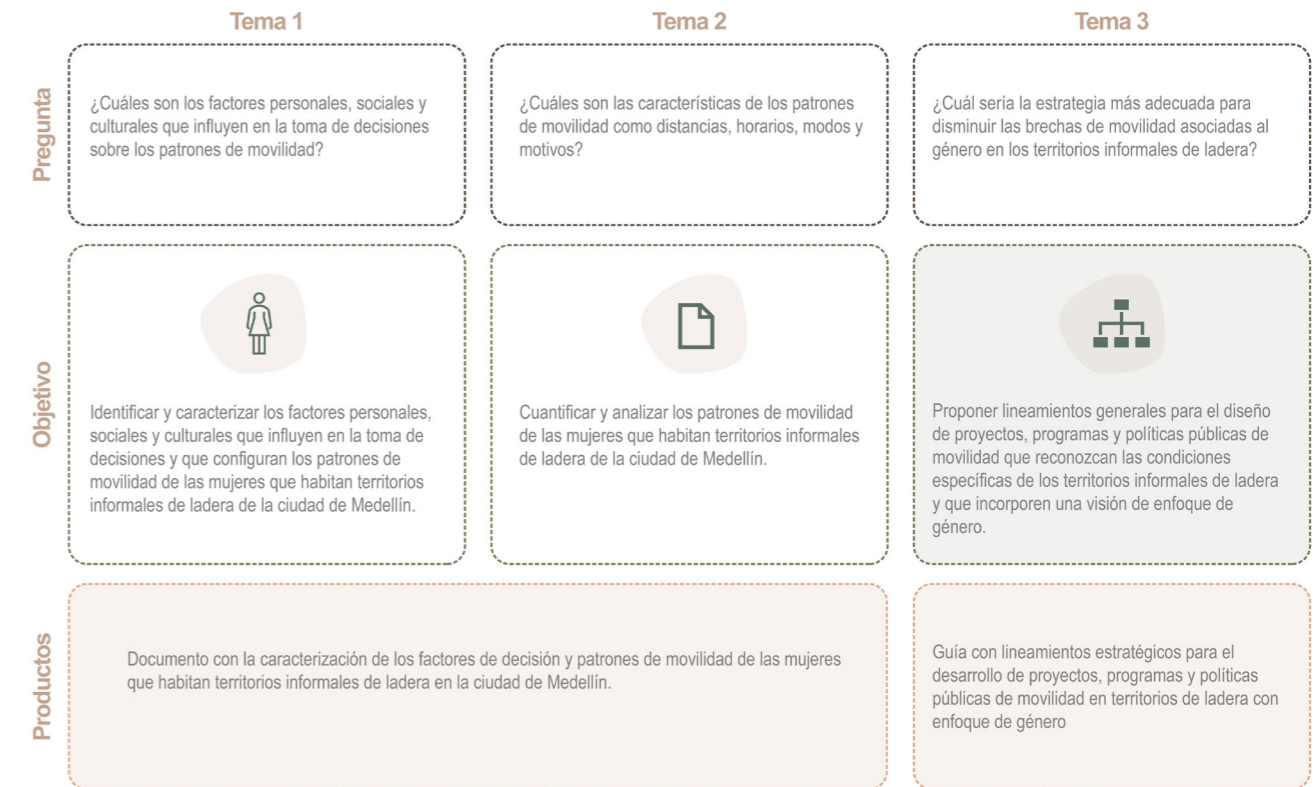 Tema 1
Tema 2
Tema 3
Pregunta
¿Cuáles son los factores personales, sociales y
culturales que influyen en la toma de decisiones
sobre los patrones de movilidad?
¿Cuáles son las características de los patrones
de movilidad como distancias, horarios, modos y
motivos?
¿Cuál sería la estrategia más adecuada para
disminuir las brechas de movilidad asociadas al
género en los territorios informales de ladera?
Objetivo
Identificar y caracterizar los factores personales,
sociales y culturales que influyen en la toma de
decisiones y que configuran los patrones de
movilidad de las mujeres que habitan territorios
informales de ladera de la ciudad de Medellín.
Cuantificar y analizar los patrones de movilidad
de las mujeres que habitan territorios informales
de ladera de la ciudad de Medellín.
Proponer lineamientos generales para el diseño
de proyectos, programas y políticas públicas de
movilidad que reconozcan las condiciones
específicas de los territorios informales de ladera
y que incorporen una visión de enfoque de
género.
Productos
Documento con la caracterización de los factores de decisión y patrones de movilidad de las mujeres
que habitan territorios informales de ladera en la ciudad de Medellín.
Guía con lineamientos estratégicos para el
desarrollo de proyectos, programas y políticas
públicas de movilidad en territorios de ladera con
enfoque de género